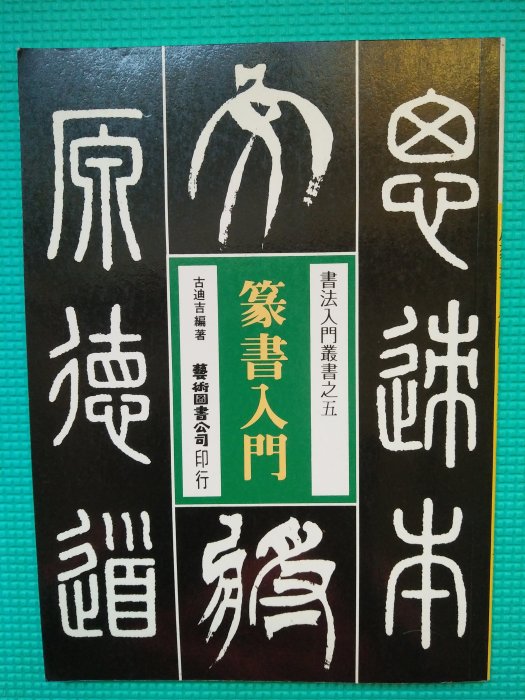 思
本
書法入門叢書之五
篆書入門
古迪吉編著
藝術圖書公司印行
原
德
道